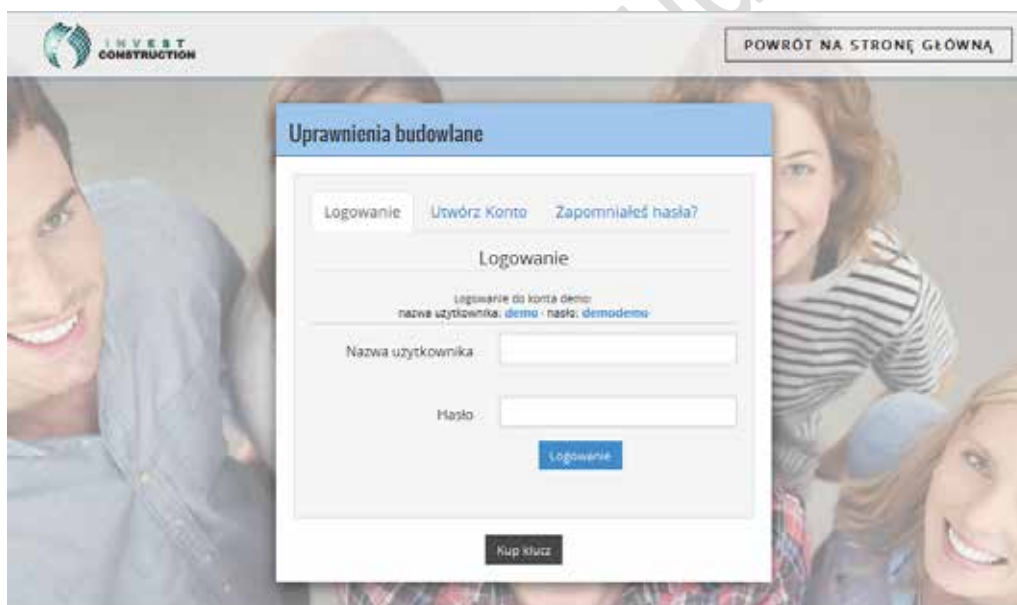 INVEST
CONSTRUCTION
POWRÓT NA STRONĘ GŁÓWNĄ
Uprawnienia budowlane
Logowanie Utwórz Konto Zapomniałeś hasła?
Logowanie
Logowanie do konta demo:
nazwa użytkownika: demo - hasło: demodemo
Nazwa użytkownika
Hasło
Logowanie
Kup klucz